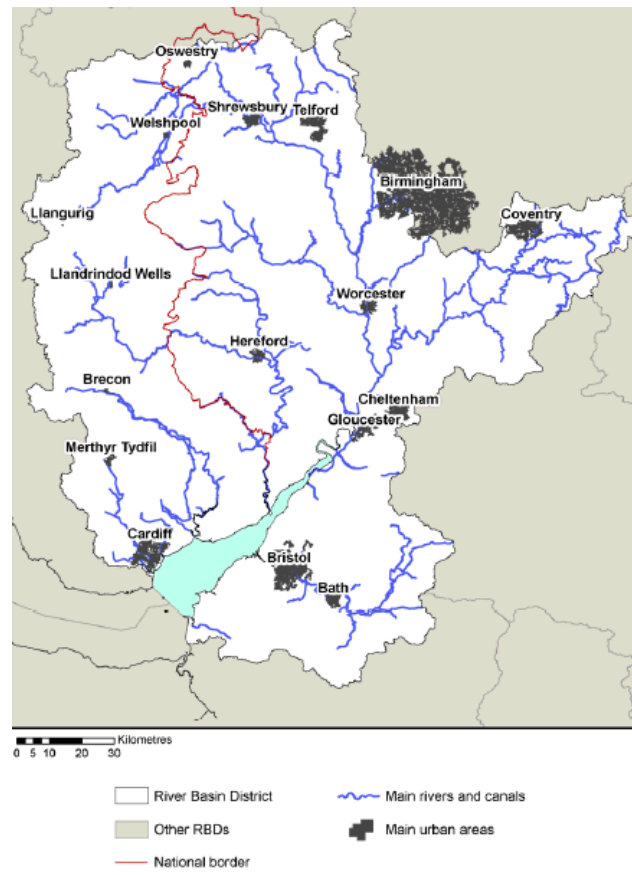 Oswestry
Shrewsbury
Telford
Welshpool
Birmingham
Llangurig
Coventry
Llandrindod Wells
Worcester
Hereford
Brecon
Cheltenham
Gloucester
Merthyr Tydfil
Cardiff
Bristol
Bath
Kilometres
0 5 10 20 30
River Basin District
Main rivers and canals
Other RBDs
Main urban areas
National border